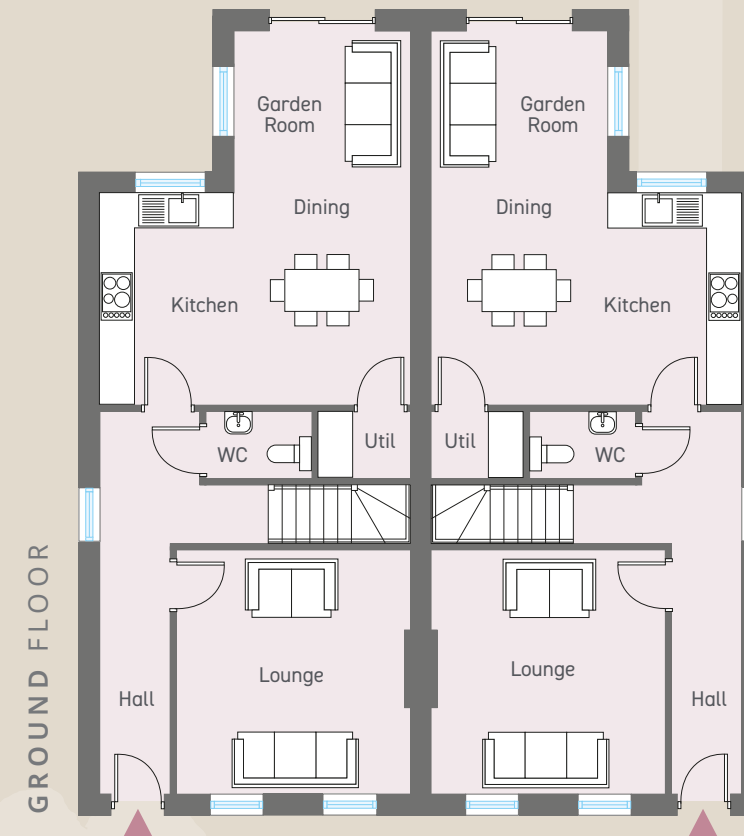 Garden
Room
Garden
Room
Dining
Dining
Kitchen
Kitchen
WC
Util
Util
WC
Lounge
Lounge
Hall
Hall
GROUND FLOOR